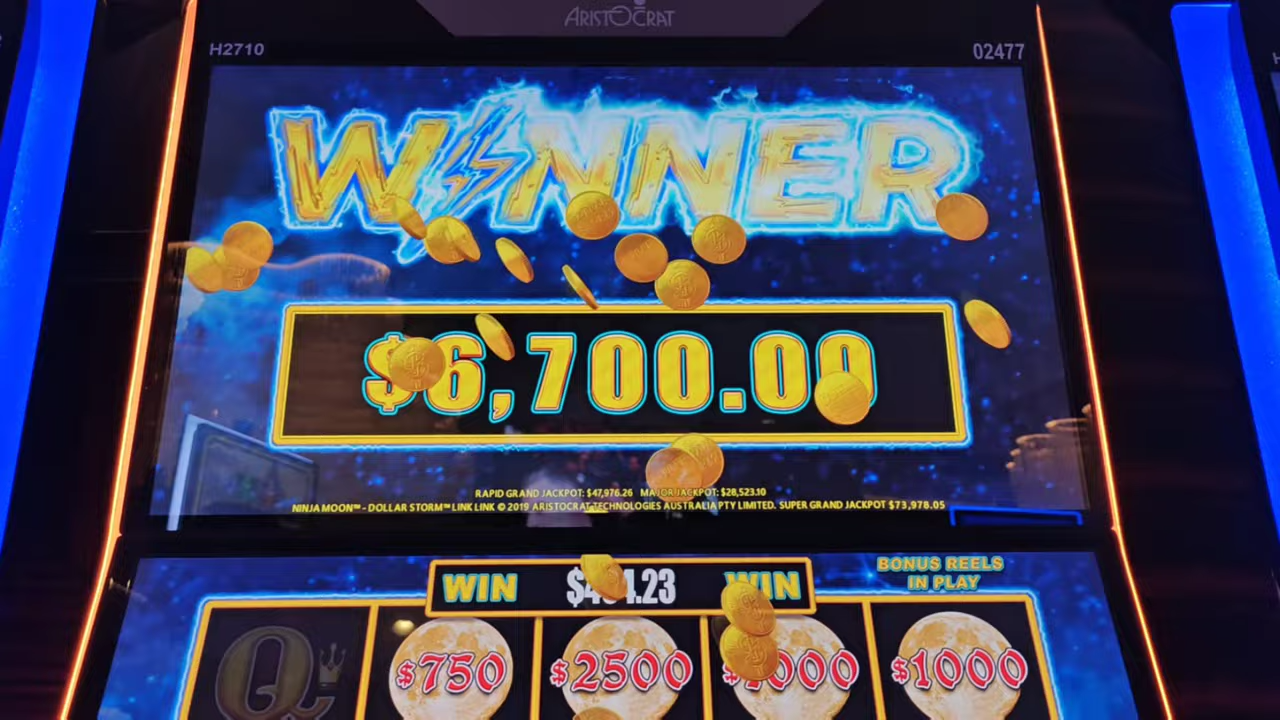 ARISTOCRAT
H2710 02477
WINNER
$6,700.00
RAPID GRAND JACKPOT: $47,976.26 MAJOR JACKPOT: $28,523.10
NINJA MOON™ - DOLLAR STORM™ LINK LINK © 2019 ARISTOCRAT TECHNOLOGIES AUSTRALIA PTY LIMITED. SUPER GRAND JACKPOT $73,978.05
BONUS REELS
IN PLAY
WIN WIN
Q $750 $2500 $1000